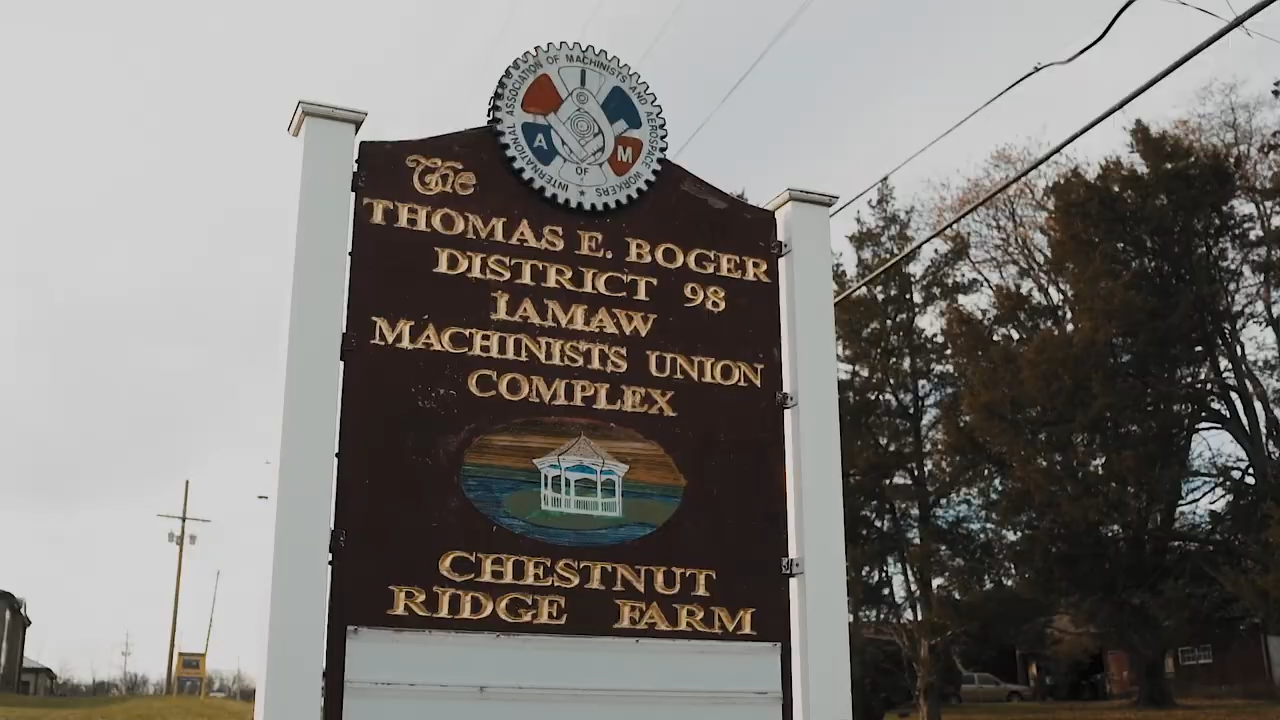 INTERNATIONAL ASSOCIATION OF MACHINISTS AND AEROSPACE WORKERS
A M
OF
The
THOMAS E. BOGER
DISTRICT 98
IAMAW
MACHINISTS UNION
COMPLEX
CHESTNUT
RIDGE FARM